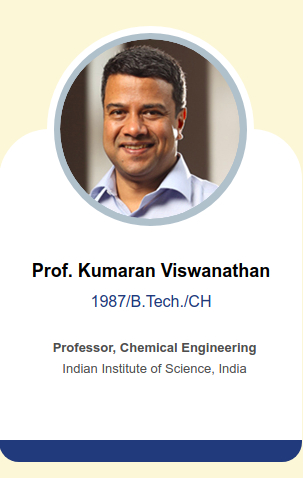 Prof. Kumaran Viswanathan
1987/B.Tech./CH
Professor, Chemical Engineering
Indian Institute of Science, India